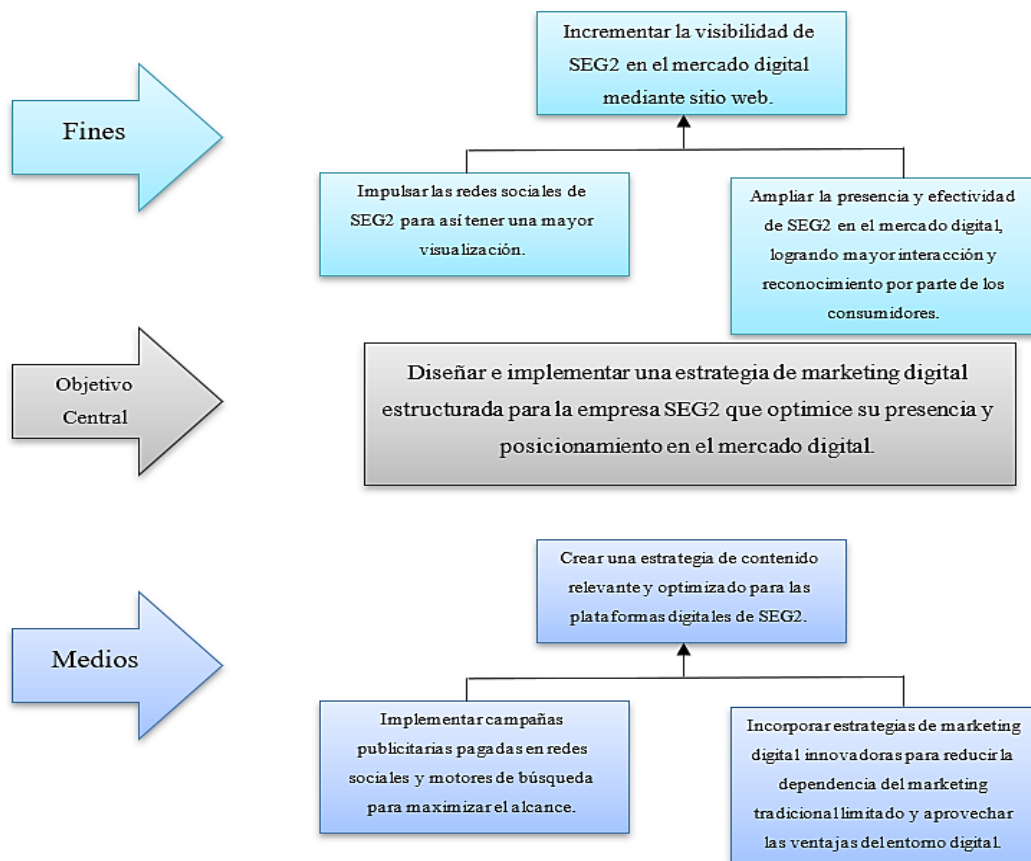 Incrementar la visibilidad de
SEG2 en el mercado digital
mediante sitio web.
Fines
Impulsar las redes sociales de
SEG2 para así tener una mayor
visualización.
Ampliar la presencia y efectividad
de SEG2 en el mercado digital,
logrando mayor interacción y
reconocimiento por parte de los
consumidores.
Objetivo
Central
Diseñar e implementar una estrategia de marketing digital
estructurada para la empresa SEG2 que optimice su presencia y
posicionamiento en el mercado digital.
Crear una estrategia de contenido
relevante y optimizado para las
plataformas digitales de SEG2.
Medios
Implementar campañas
publicitarias pagadas en redes
sociales y motores de búsqueda
para maximizar el alcance.
Incorporar estrategias de marketing
digital innovadoras para reducir la
dependencia del marketing
tradicional limitado y aprovechar
las ventajas del entorno digital.